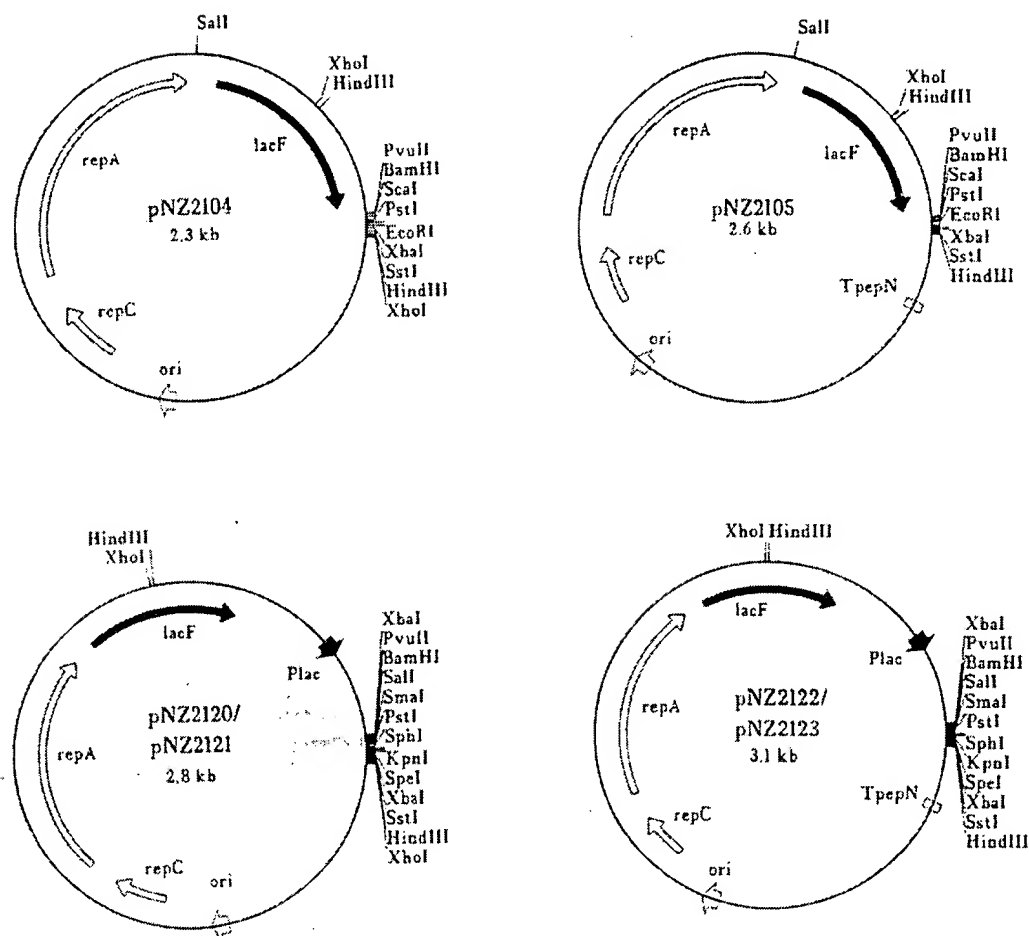 SalI
XhoI
HindIII
repA
lacF
PvuII
BamHI
ScaI
PstI
EcoRI
XbaI
SstI
HindIII
XhoI
pNZ2104
2.3 kb
repC
ori
SalI
XhoI
HindIII
repA
lacF
PvuII
BamHI
ScaI
PstI
EcoRI
XbaI
SstI
HindIII
pNZ2105
2.6 kb
repC
TpepN
ori
HindIII
XhoI
lacF
Plac
XbaI
PvuII
BamHI
SalI
SmaI
PstI
SphI
KpnI
SpeI
XbaI
SstI
HindIII
XhoI
pNZ2120/
pNZ2121
2,8 kb
repA
repC
ori
XhoI HindIII
lacF
Plac
XbaI
PvuII
BamHI
SalI
SmaI
PstI
SphI
KpnI
SpeI
XbaI
SstI
HindIII
repA
pNZ2122/
pNZ2123
3.1 kb
TpepN
repC
ori